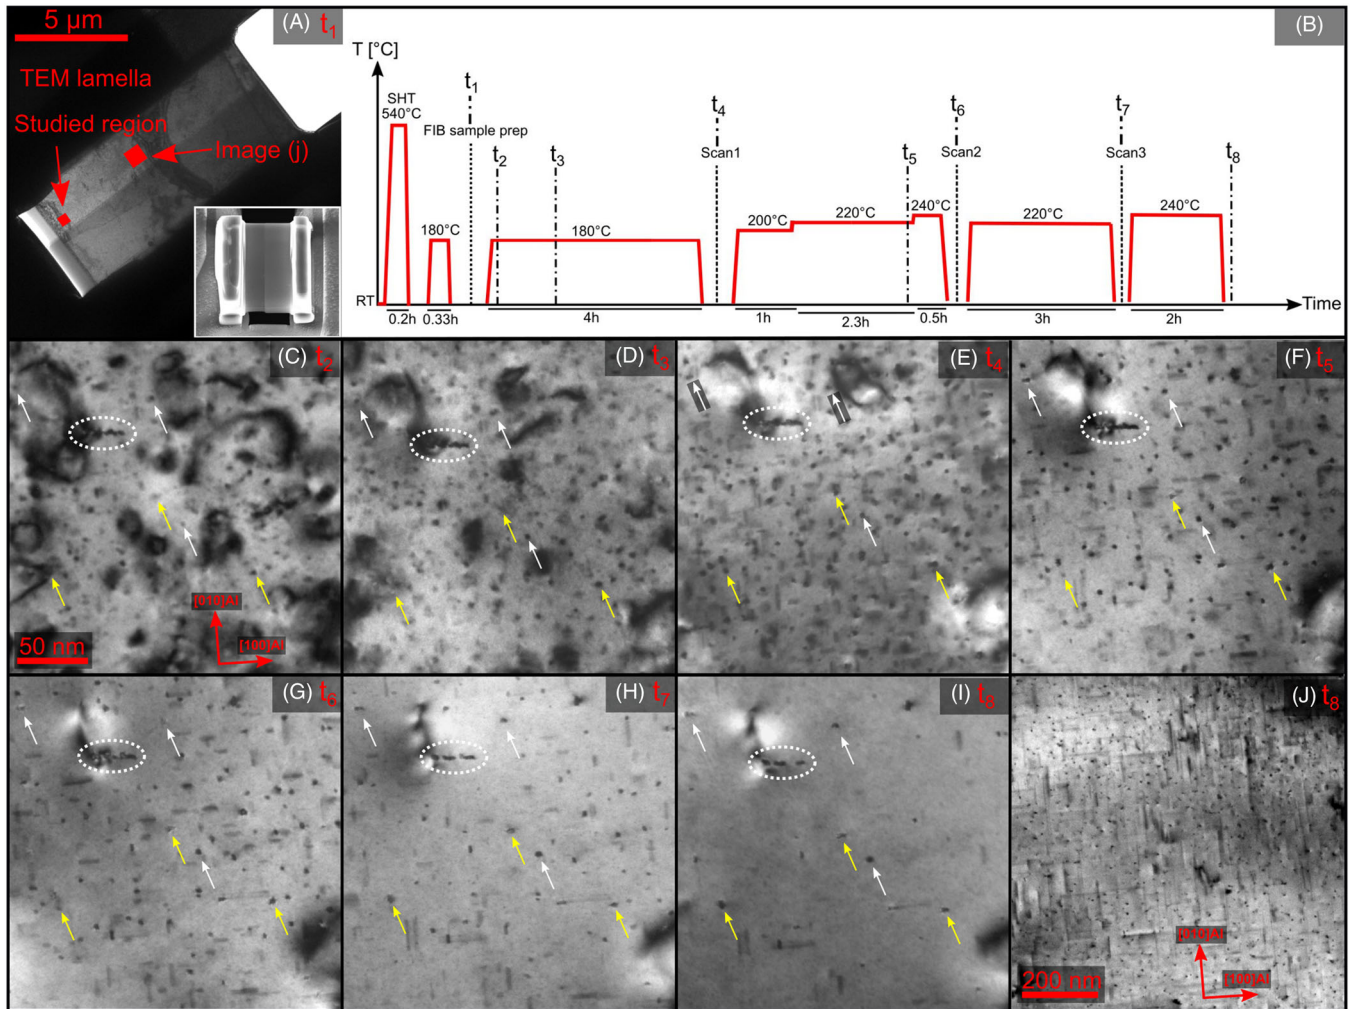 5 µm
(A) t1
TEM lamella
Studied region
Image (j)
(B)
T [°C]
SHT
540°C
t1
FIB sample prep
t2
t3
t4
Scan1
t5
t6
Scan2
t7
Scan3
t8
180°C
180°C
200°C
220°C
240°C
220°C
240°C
RT
Time
0.2h
0.33h
4h
1h
2.3h
0.5h
3h
2h
(C) t2
[010]Al
[100]Al
50 nm
(D) t3
(E) t4
(F) t5
(G) t6
(H) t7
(I) t8
(J) t8
[010]Al
[100]Al
200 nm